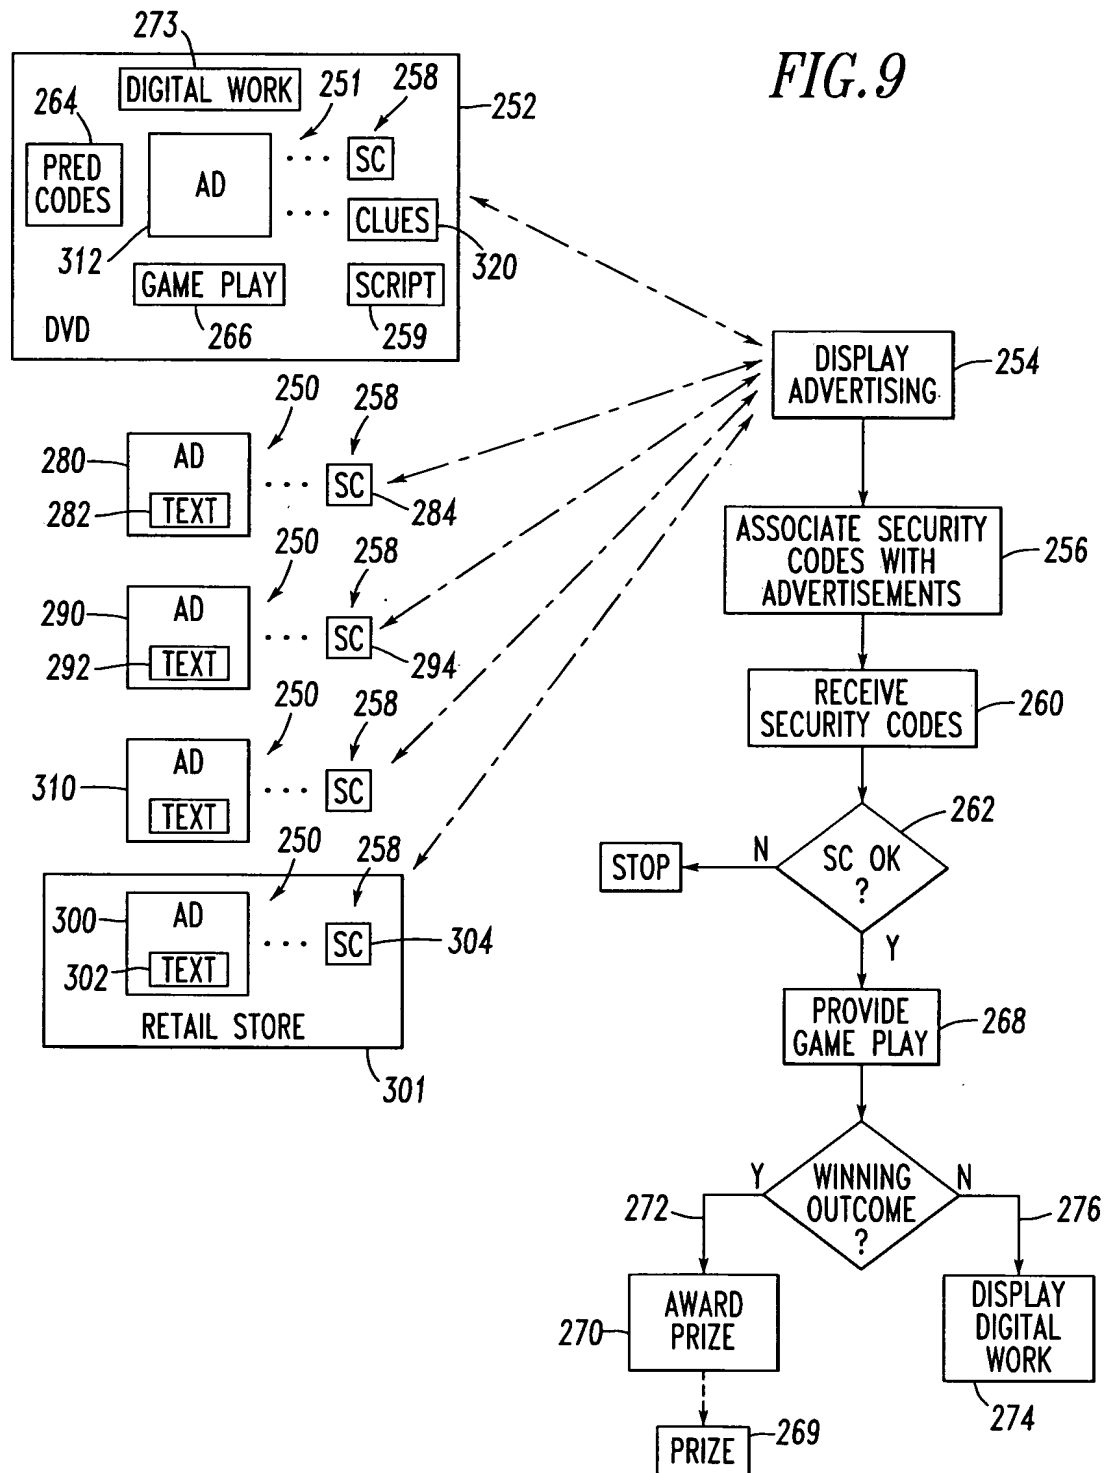 FIG.9
273
DIGITAL WORK
264
251
258
252
PRED
CODES
AD
SC
CLUES
312
320
GAME PLAY
SCRIPT
DVD
266
259
DISPLAY
ADVERTISING
254
250
258
280
AD
SC
282
TEXT
284
ASSOCIATE SECURITY
CODES WITH
ADVERTISEMENTS
256
250
258
290
AD
SC
292
TEXT
294
RECEIVE
SECURITY CODES
260
250
258
310
AD
SC
TEXT
262
SC OK
?
N
STOP
Y
250
258
300
AD
SC
304
302
TEXT
RETAIL STORE
301
PROVIDE
GAME PLAY
268
WINNING
OUTCOME
?
Y
N
272
276
AWARD
PRIZE
270
DISPLAY
DIGITAL
WORK
274
PRIZE
269